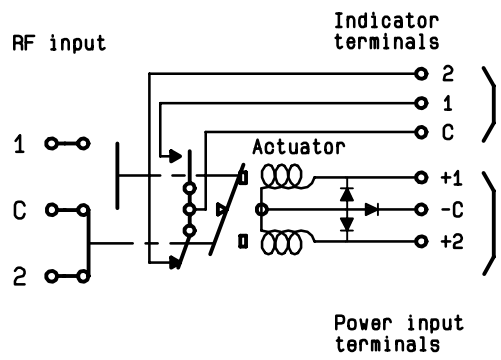 Indicator
terminals
RF input
2
1
C
Actuator
1
+1
C
-C
+2
2
Power input
terminals